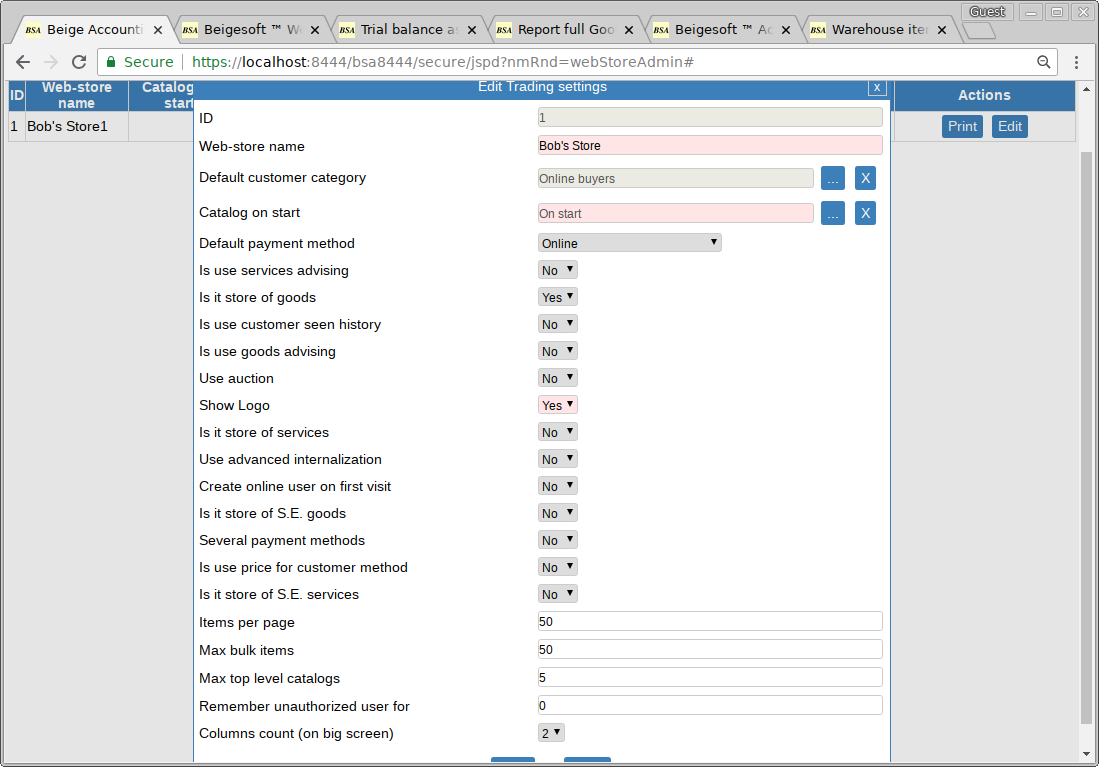 Guest
BSA Beige Accounti
BSA Beigesoft ™ W
BSA Trial balance a
BSA Report full Goo
BSA Beigesoft ™ A
BSA Warehouse ite
Secure https://localhost:8444/bsa8444/secure/jspd?nmRnd=webStoreAdmin#
ID Web-store name Catalog start Actions
1 Bob's Store1 Print Edit
Edit Trading settings x
ID 1
Web-store name Bob's Store
Default customer category Online buyers ... X
Catalog on start On start ... X
Default payment method Online
Is use services advising No
Is it store of goods Yes
Is use customer seen history No
Is use goods advising No
Use auction No
Show Logo Yes
Is it store of services No
Use advanced internalization No
Create online user on first visit No
Is it store of S.E. goods No
Several payment methods No
Is use price for customer method No
Is it store of S.E. services No
Items per page 50
Max bulk items 50
Max top level catalogs 5
Remember unauthorized user for 0
Columns count (on big screen) 2